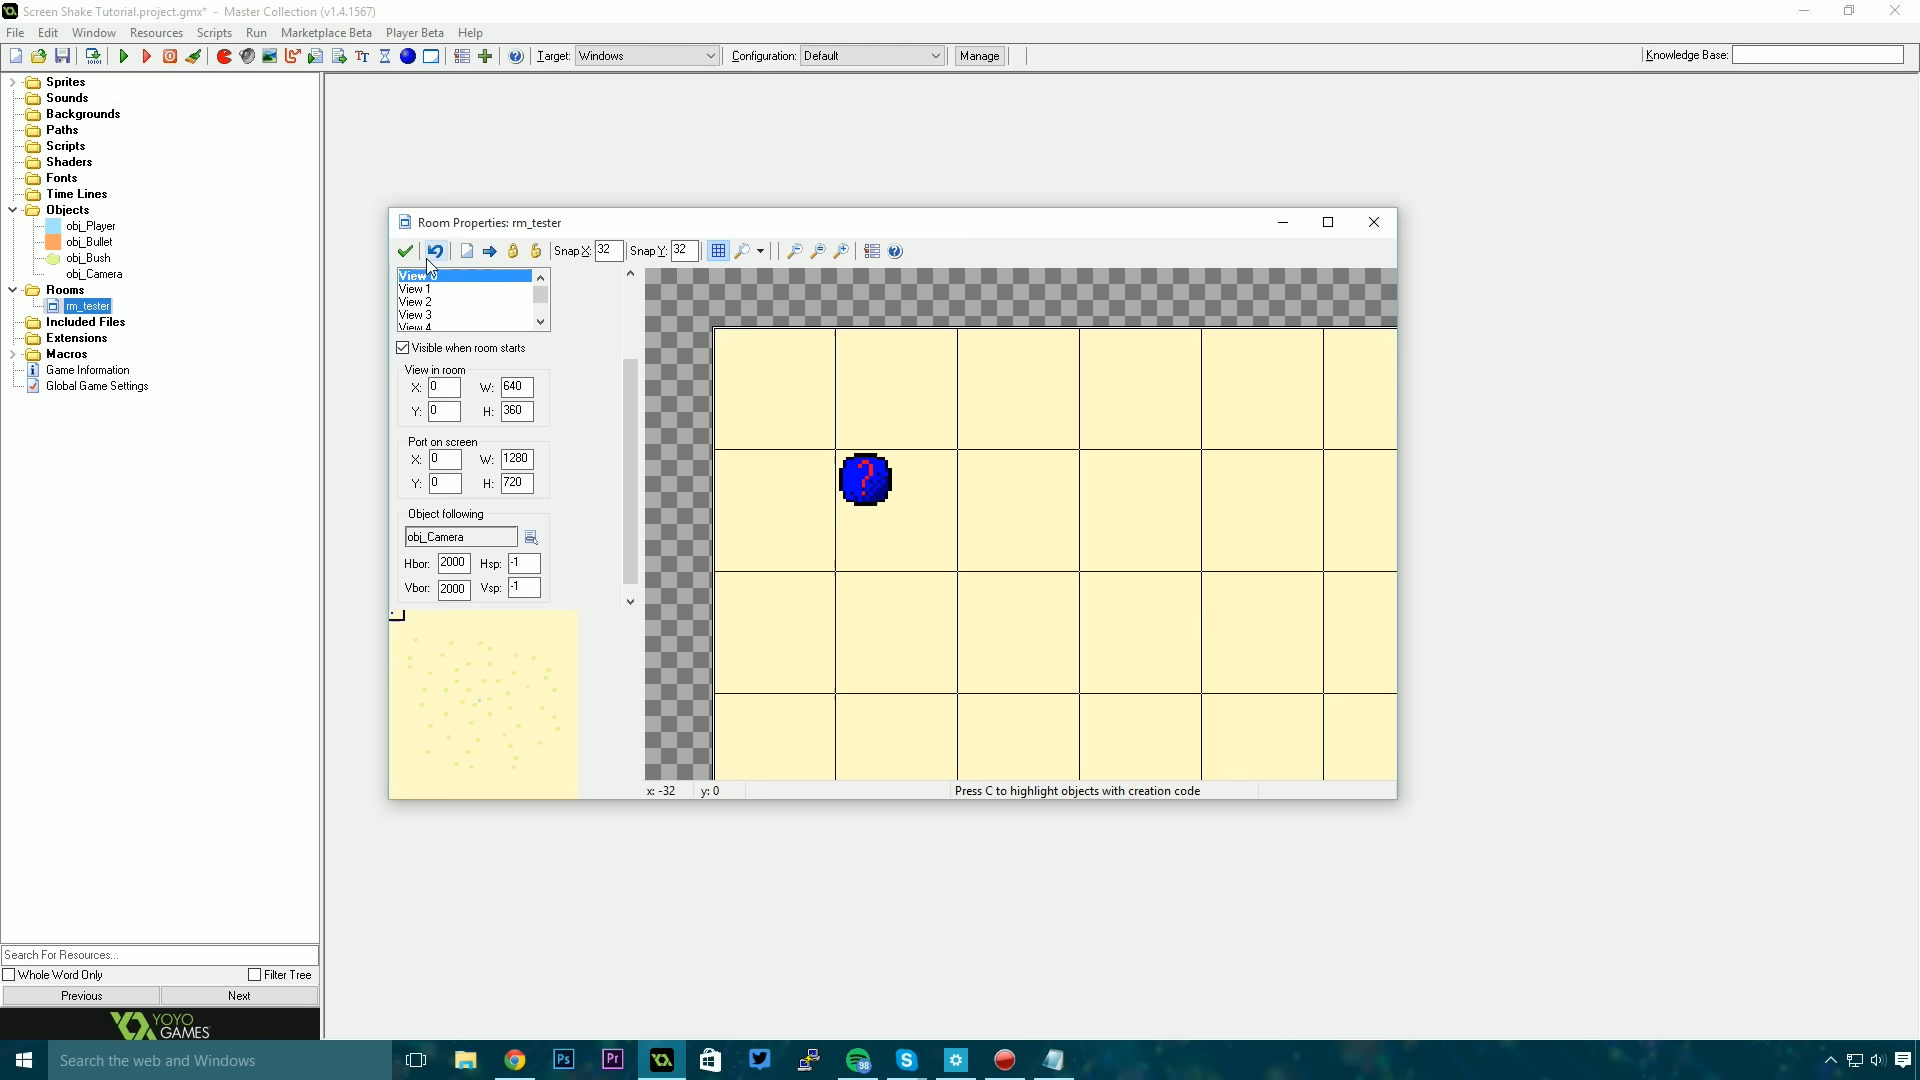 Screen Shake Tutorial.project.gmx* - Master Collection (v1.4.1567)
File Edit Window Resources Scripts Run Marketplace Beta Player Beta Help
Target: Windows Configuration: Default Manage Knowledge Base:
Sprites
Sounds
Backgrounds
Paths
Scripts
Shaders
Fonts
Time Lines
Objects
obj_Player
obj_Bullet
obj_Bush
obj_Camera
Rooms
rm_tester
Included Files
Extensions
Macros
Game Information
Global Game Settings
Room Properties: rm_tester
Snap X: 32 Snap Y: 32
View 0
View 1
View 2
View 3
View 4
Visible when room starts
View in room
X: 0 W: 640
Y: 0 H: 360
Port on screen
X: 0 W: 1280
Y: 0 H: 720
Object following
obj_Camera
Hbor: 2000 Hsp: -1
Vbor: 2000 Vsp: -1
?
x: -32 y: 0 Press C to highlight objects with creation code
Search For Resources...
Whole Word Only Filter Tree
Previous Next
YOYO
GAMES
Search the web and Windows
Ps
Pr
98